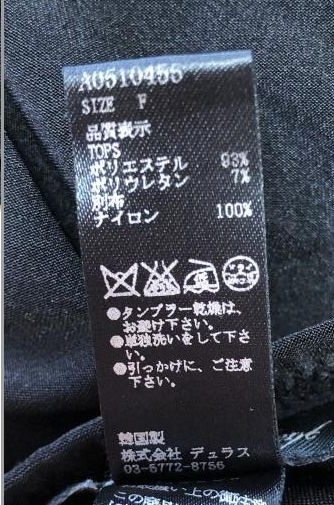 A0510455
SIZE F
品質表示
TOPS
ポリエステル 93%
ポリウレタン 7%
別布
ナイロン 100%
●タンブラー乾燥は、
お避け下さい。
●単独洗いをして下さ
い。
●引っかけに、ご注意
下さい。
韓国製
株式会社 デュラス
03-5772-8756